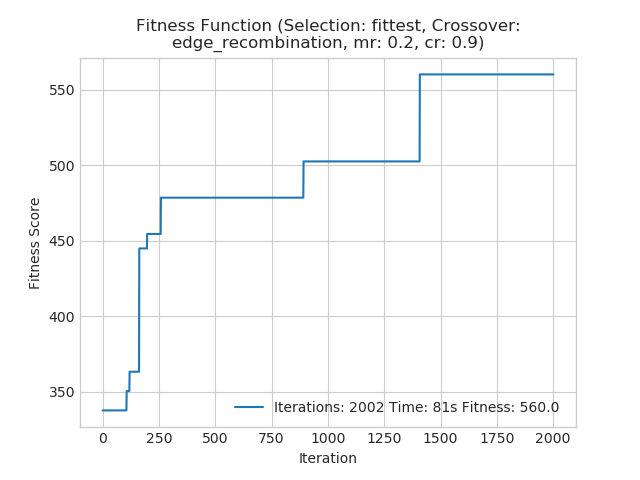 Fitness Function (Selection: fittest, Crossover:
edge_recombination, mr: 0.2, cr: 0.9)
550
500
450
400
350
Fitness Score
Iterations: 2002 Time: 81s Fitness: 560.0
0 250 500 750 1000 1250 1500 1750 2000
Iteration